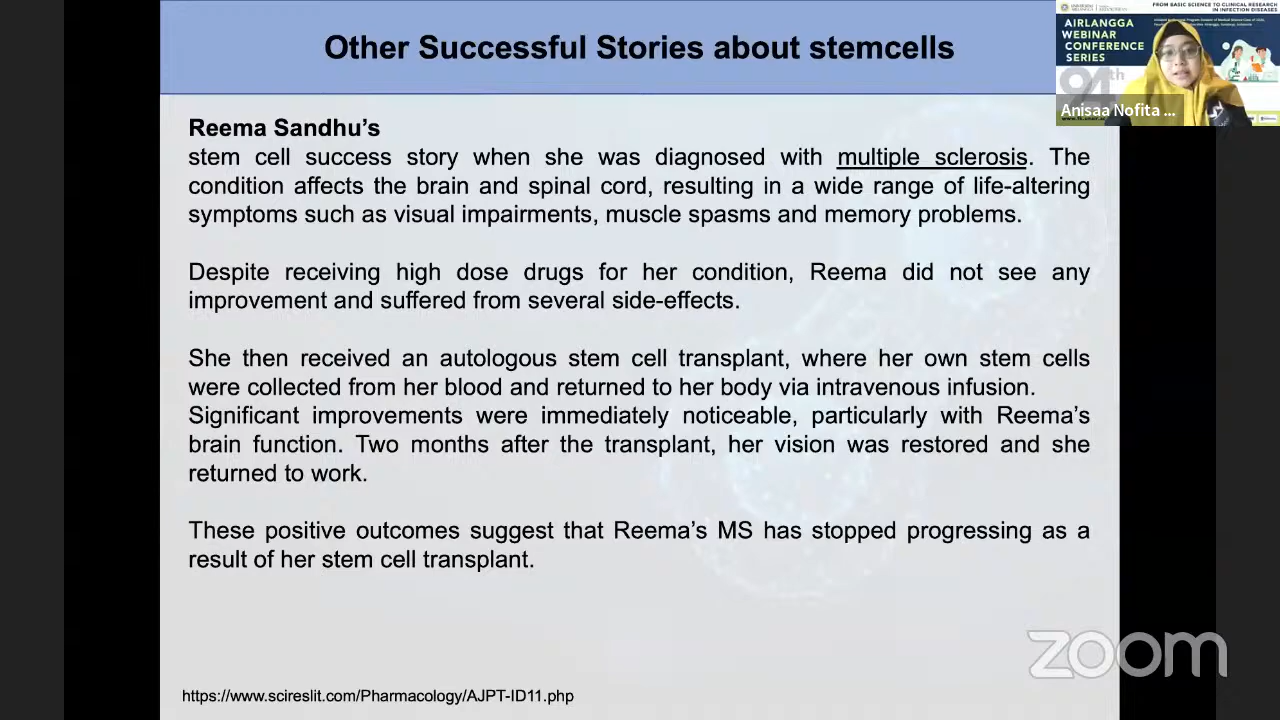 Other Successful Stories about stemcells
FROM BASIC SCIENCE TO CLINICAL RESEARCH
IN INFECTION DISEASES
AIRLANGGA
WEBINAR
CONFERENCE
SERIES
94th
Anisaa Nofita ...
Reema Sandhu’s
stem cell success story when she was diagnosed with multiple sclerosis. The
condition affects the brain and spinal cord, resulting in a wide range of life-altering
symptoms such as visual impairments, muscle spasms and memory problems.
Despite receiving high dose drugs for her condition, Reema did not see any
improvement and suffered from several side-effects.
She then received an autologous stem cell transplant, where her own stem cells
were collected from her blood and returned to her body via intravenous infusion.
Significant improvements were immediately noticeable, particularly with Reema’s
brain function. Two months after the transplant, her vision was restored and she
returned to work.
These positive outcomes suggest that Reema’s MS has stopped progressing as a
result of her stem cell transplant.
zoom
https://www.scireslit.com/Pharmacology/AJPT-ID11.php